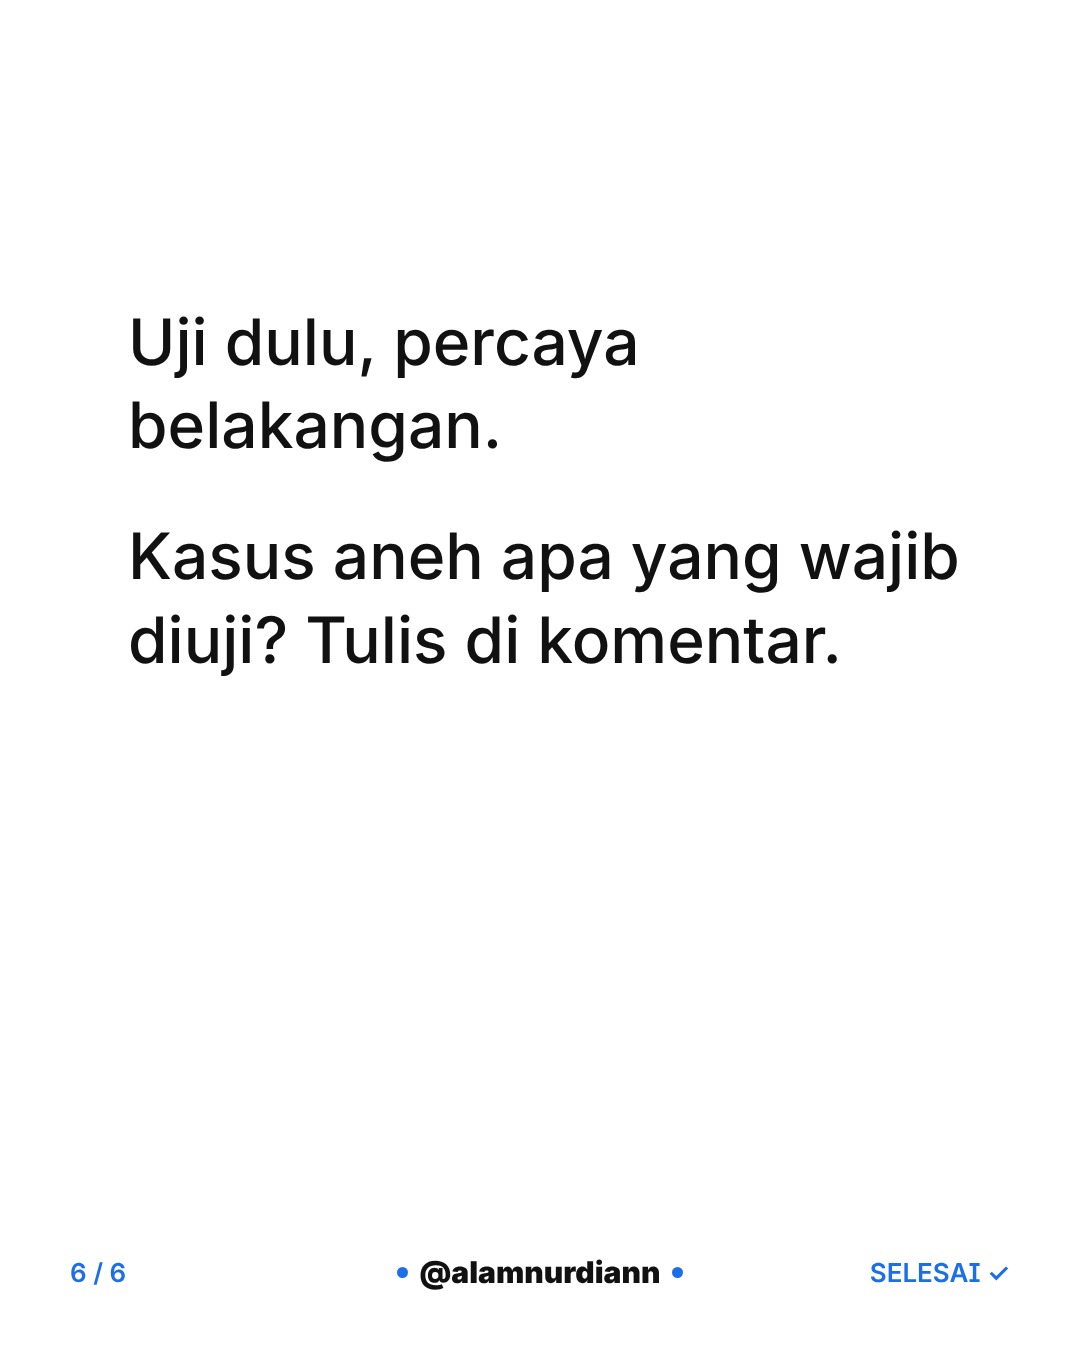 Uji dulu, percaya
belakangan.
Kasus aneh apa yang wajib
diuji? Tulis di komentar.
6 / 6
• @alamnurdiann •
SELESAI ✓